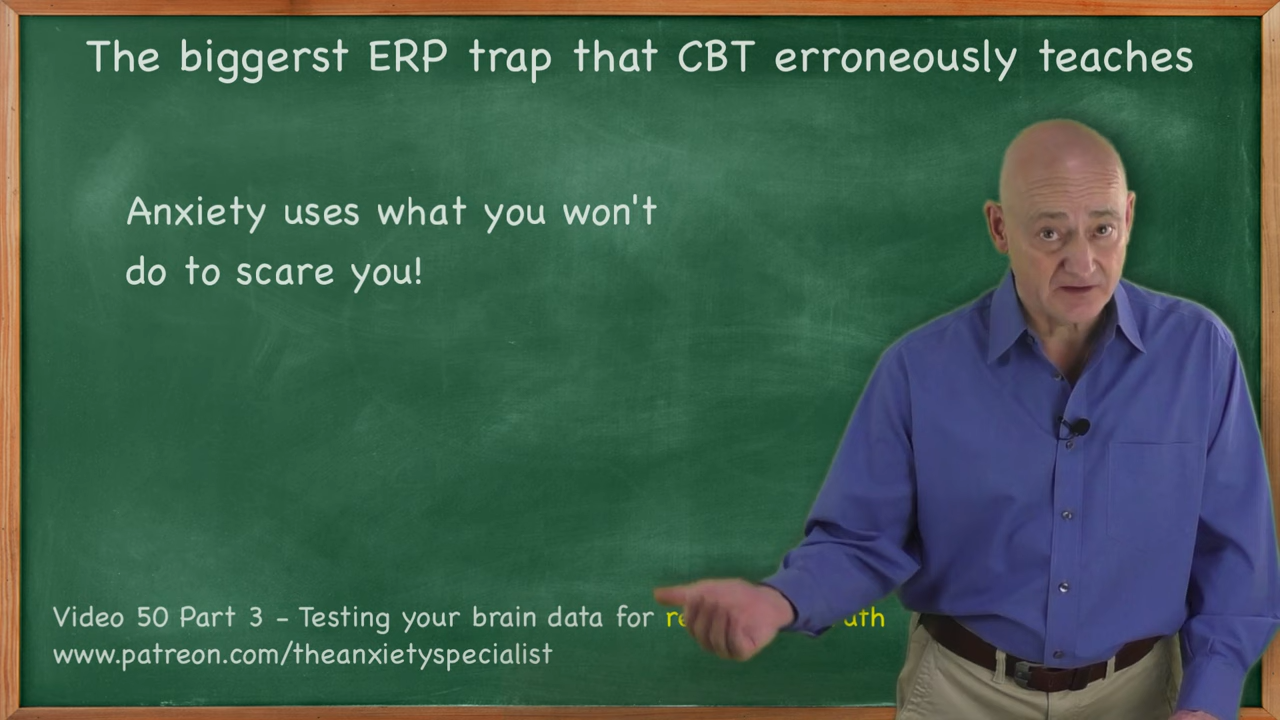 The biggerst ERP trap that CBT erroneously teaches
Anxiety uses what you won't
do to scare you!
Video 50 Part 3 - Testing your brain data for
www.patreon.com/theanxietyspecialist